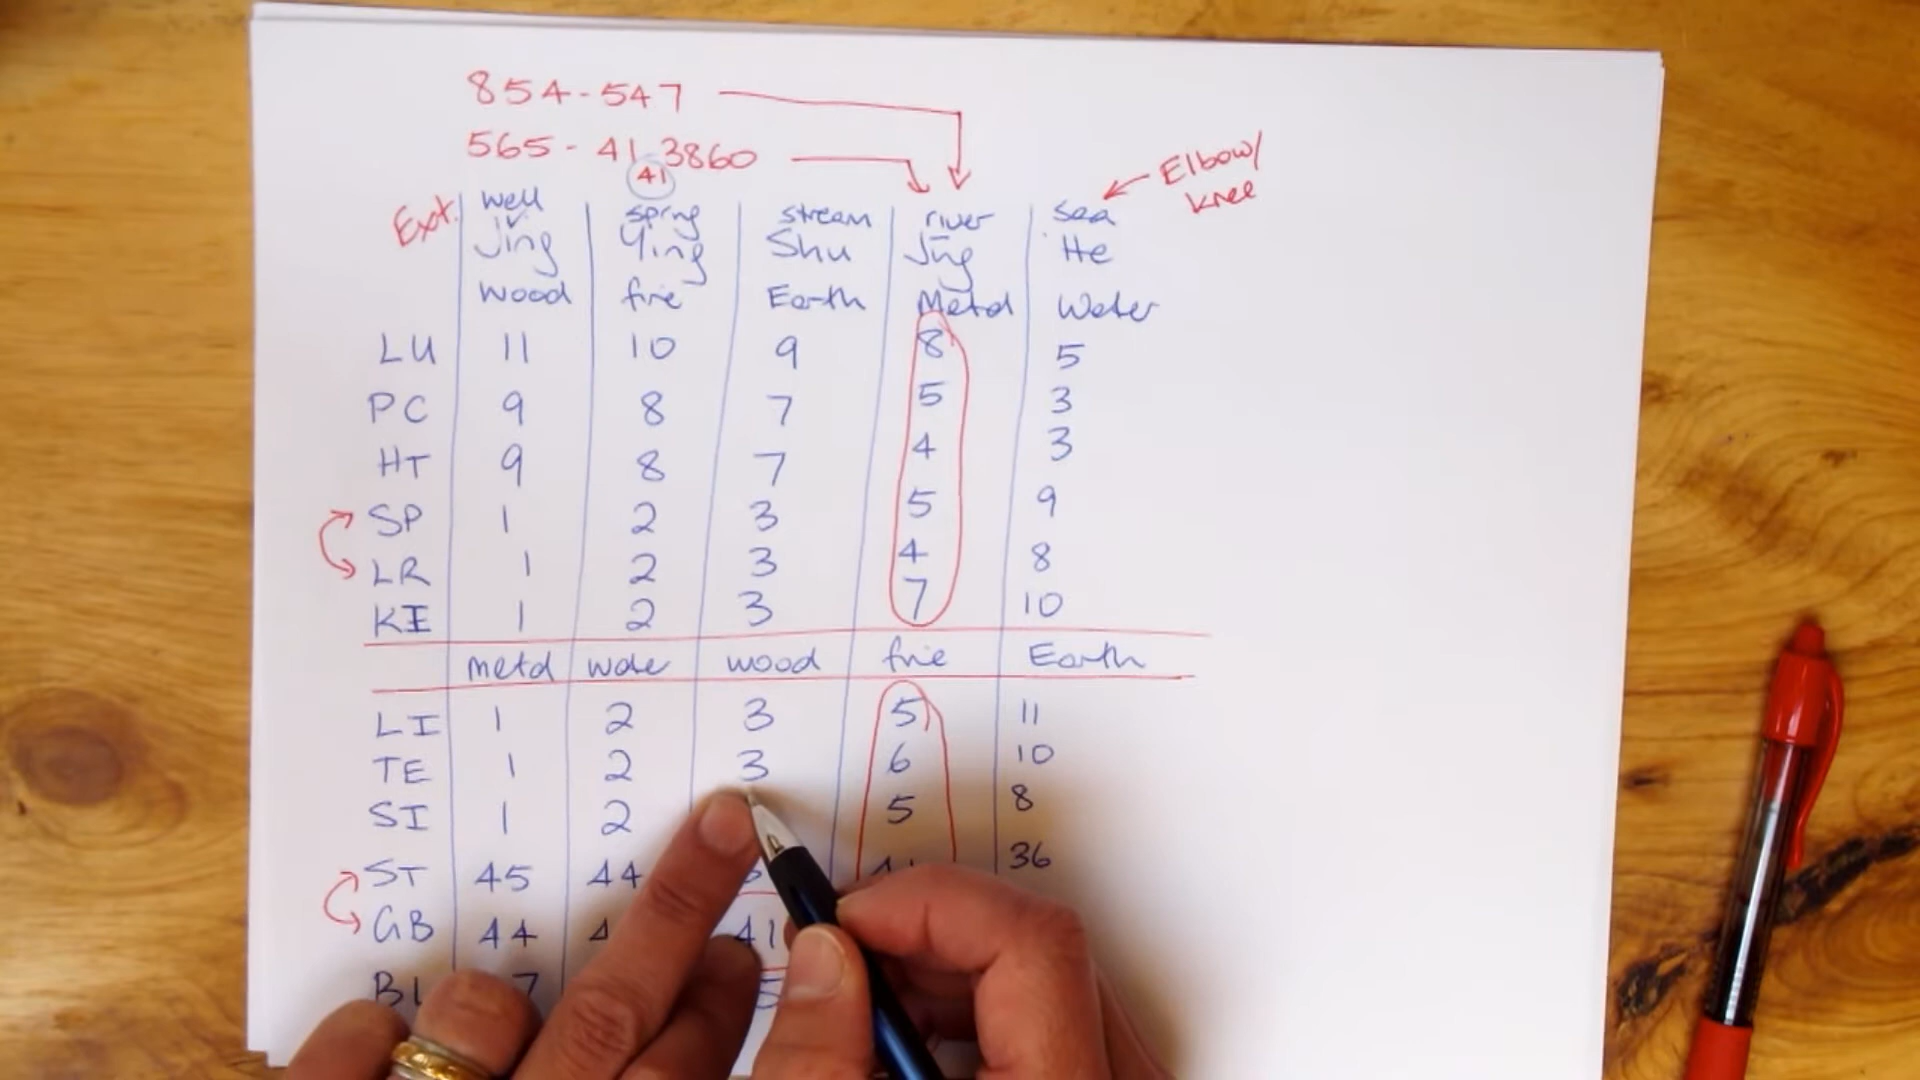 854-547
565-41 3860
41
Elbow/
knee
Ext.
well spring stream river sea
Jǐng Ying Shu Jīng He
Wood fire Earth Metal Water
LU 11 10 9 8 5
PC 9 8 7 5 3
HT 9 8 7 4 3
SP 1 2 3 5 9
LR 1 2 3 4 8
KI 1 2 3 7 10
metal water wood fire Earth
LI 1 2 3 5 11
TE 1 2 3 6 10
SI 1 2 5 8
ST 45 44 36
GB 44 41